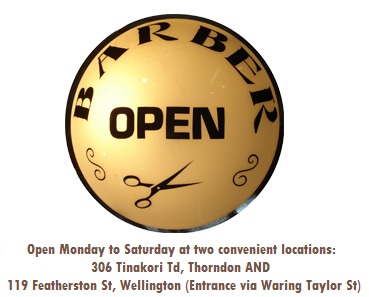 BARBER
OPEN
Open Monday to Saturday at two convenient locations:
306 Tinakori Td, Thorndon AND
119 Featherston St, Wellington (Entrance via Waring Taylor St)